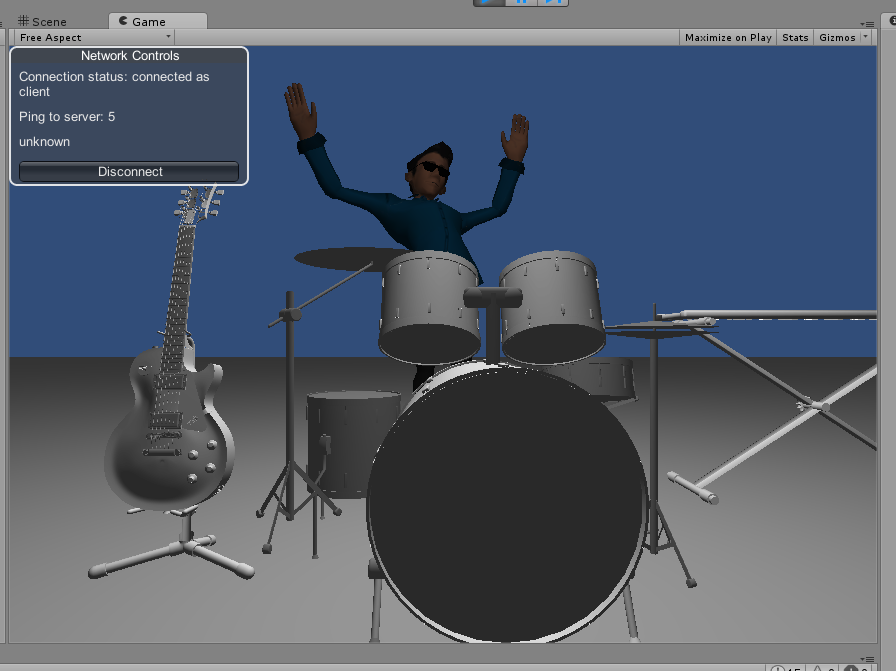 Scene
Game
Free Aspect
Maximize on Play
Stats
Gizmos
Network Controls
Connection status: connected as
client
Ping to server: 5
unknown
Disconnect